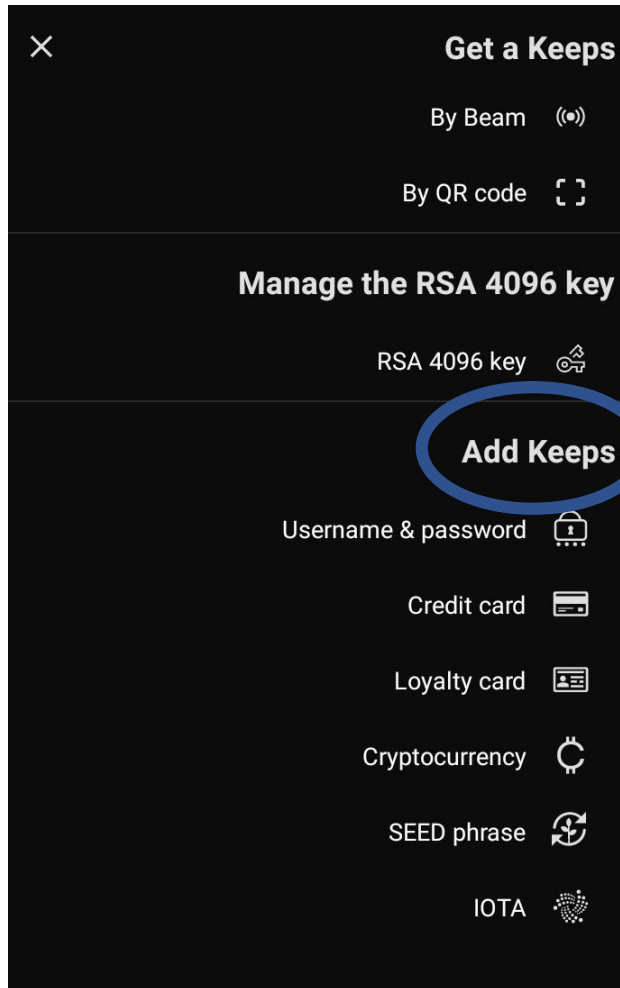 Get a Keeps
By Beam
By QR code
Manage the RSA 4096 key
RSA 4096 key
Add Keeps
Username & password
Credit card
Loyalty card
Cryptocurrency
SEED phrase
IOTA